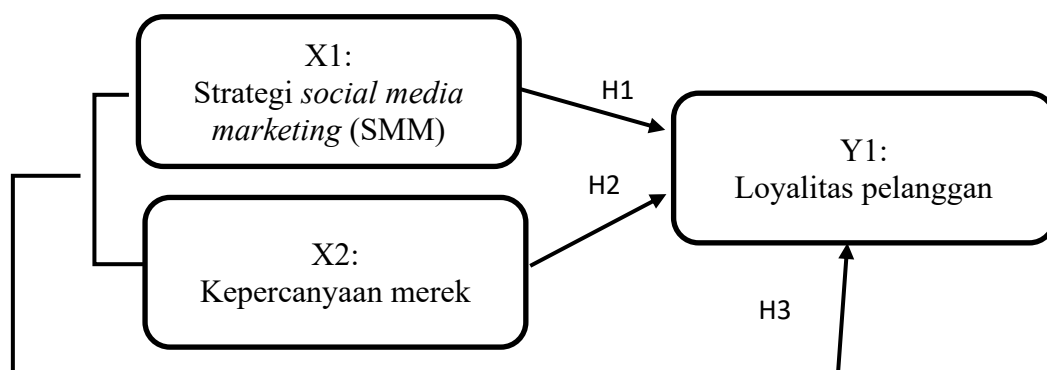 X1:
Strategi social media
marketing (SMM)
H1
Y1:
Loyalitas pelanggan
H2
X2:
Kepercanyaan merek
H3